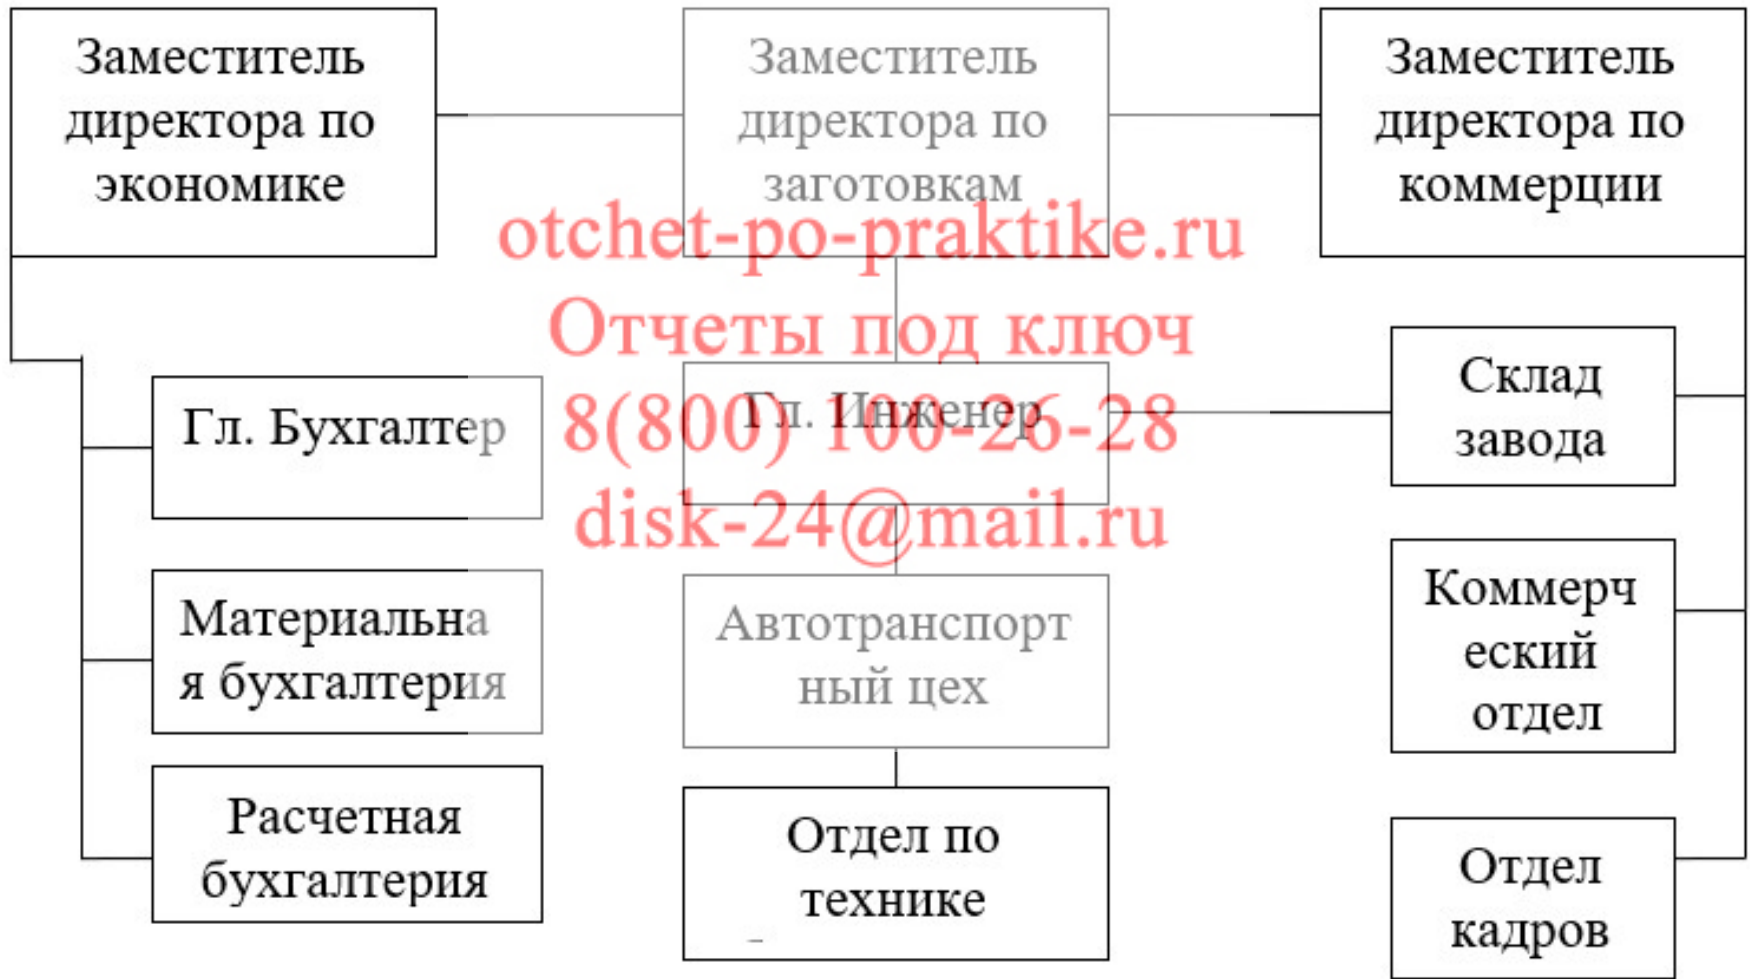 Заместитель
директора по
экономике
Заместитель
директора по
заготовкам
Заместитель
директора по
коммерции
otchet-po-praktike.ru
Отчеты под ключ
8(800) 100-26-28
disk-24@mail.ru
Гл. Бухгалтер
Гл. Инженер
Склад
завода
Материальна
я бухгалтерия
Автотранспорт
ный цех
Коммерч
еский
отдел
Расчетная
бухгалтерия
Отдел по
технике
Отдел
кадров